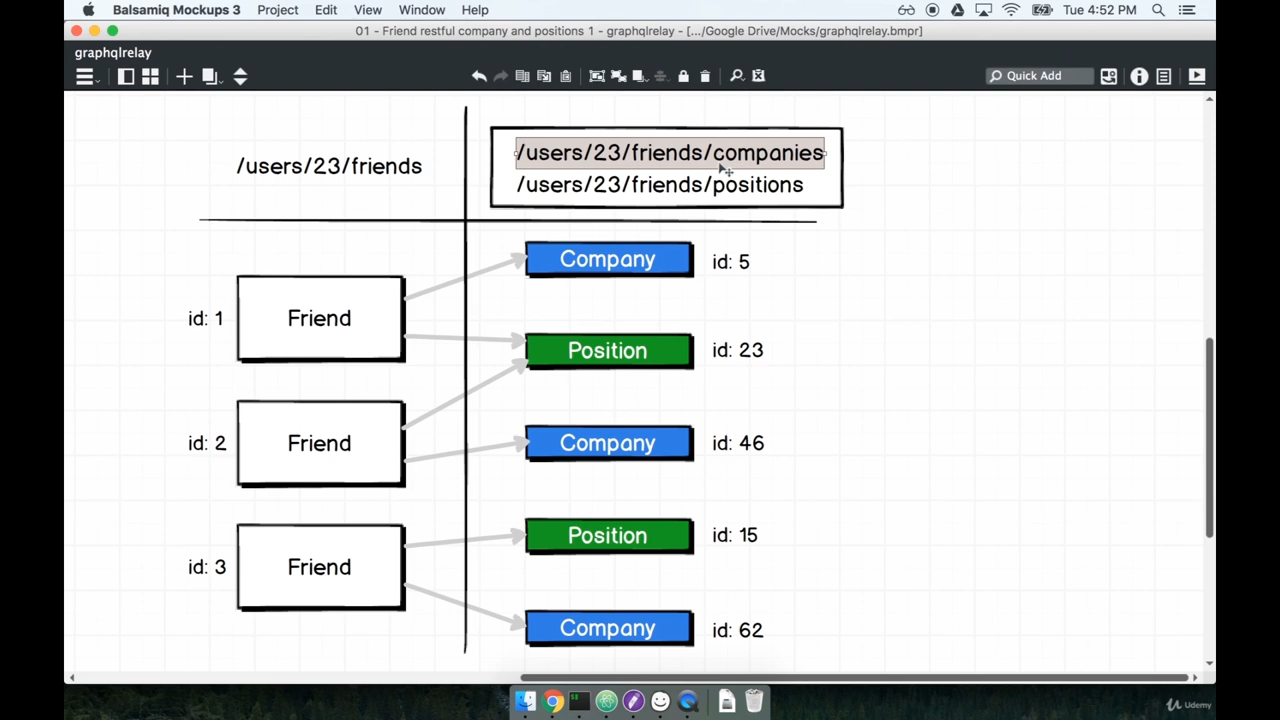 Balsamiq Mockups 3 Project Edit View Window Help Tue 4:52 PM
01 - Friend restful company and positions 1 - graphqlrelay - [.../Google Drive/Mocks/graphqlrelay.bmpr]
graphqlrelay
Quick Add
/users/23/friends
/users/23/friends/companies
/users/23/friends/positions
Company id: 5
id: 1 Friend
Position id: 23
id: 2 Friend
Company id: 46
Position id: 15
id: 3 Friend
Company id: 62
Udemy